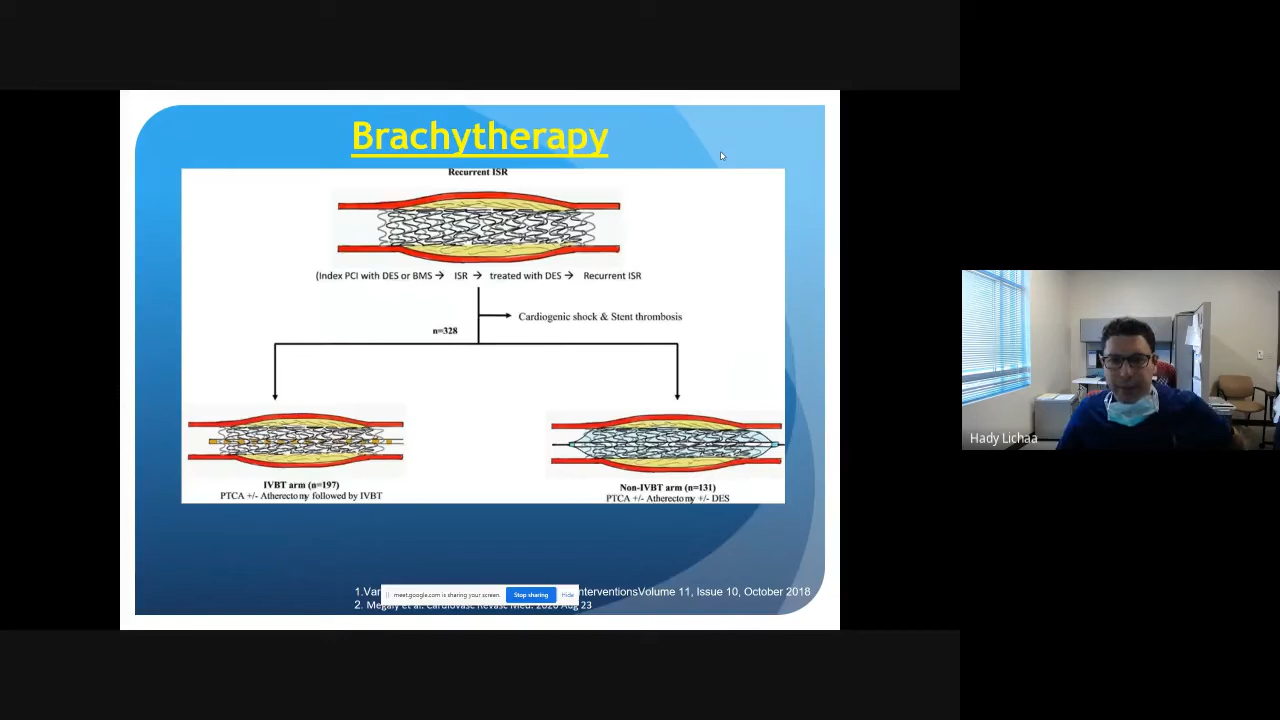 Brachytherapy
Recurrent ISR
(Index PCI with DES or BMS → ISR → treated with DES → Recurrent ISR
Cardiogenic shock & Stent thrombosis
n=328
IVBT arm (n=197)
PTCA +/- Atherectomy followed by IVBT
Non-IVBT arm (n=131)
PTCA +/- Atherectomy +/- DES
Hady Lichaa
1.Var nterventionsVolume 11, Issue 10, October 2018
meet.google.com is sharing your screen. Stop sharing Hide
2. Megaly et al. Cardiovasc Revasc Med. 2020 Aug 23